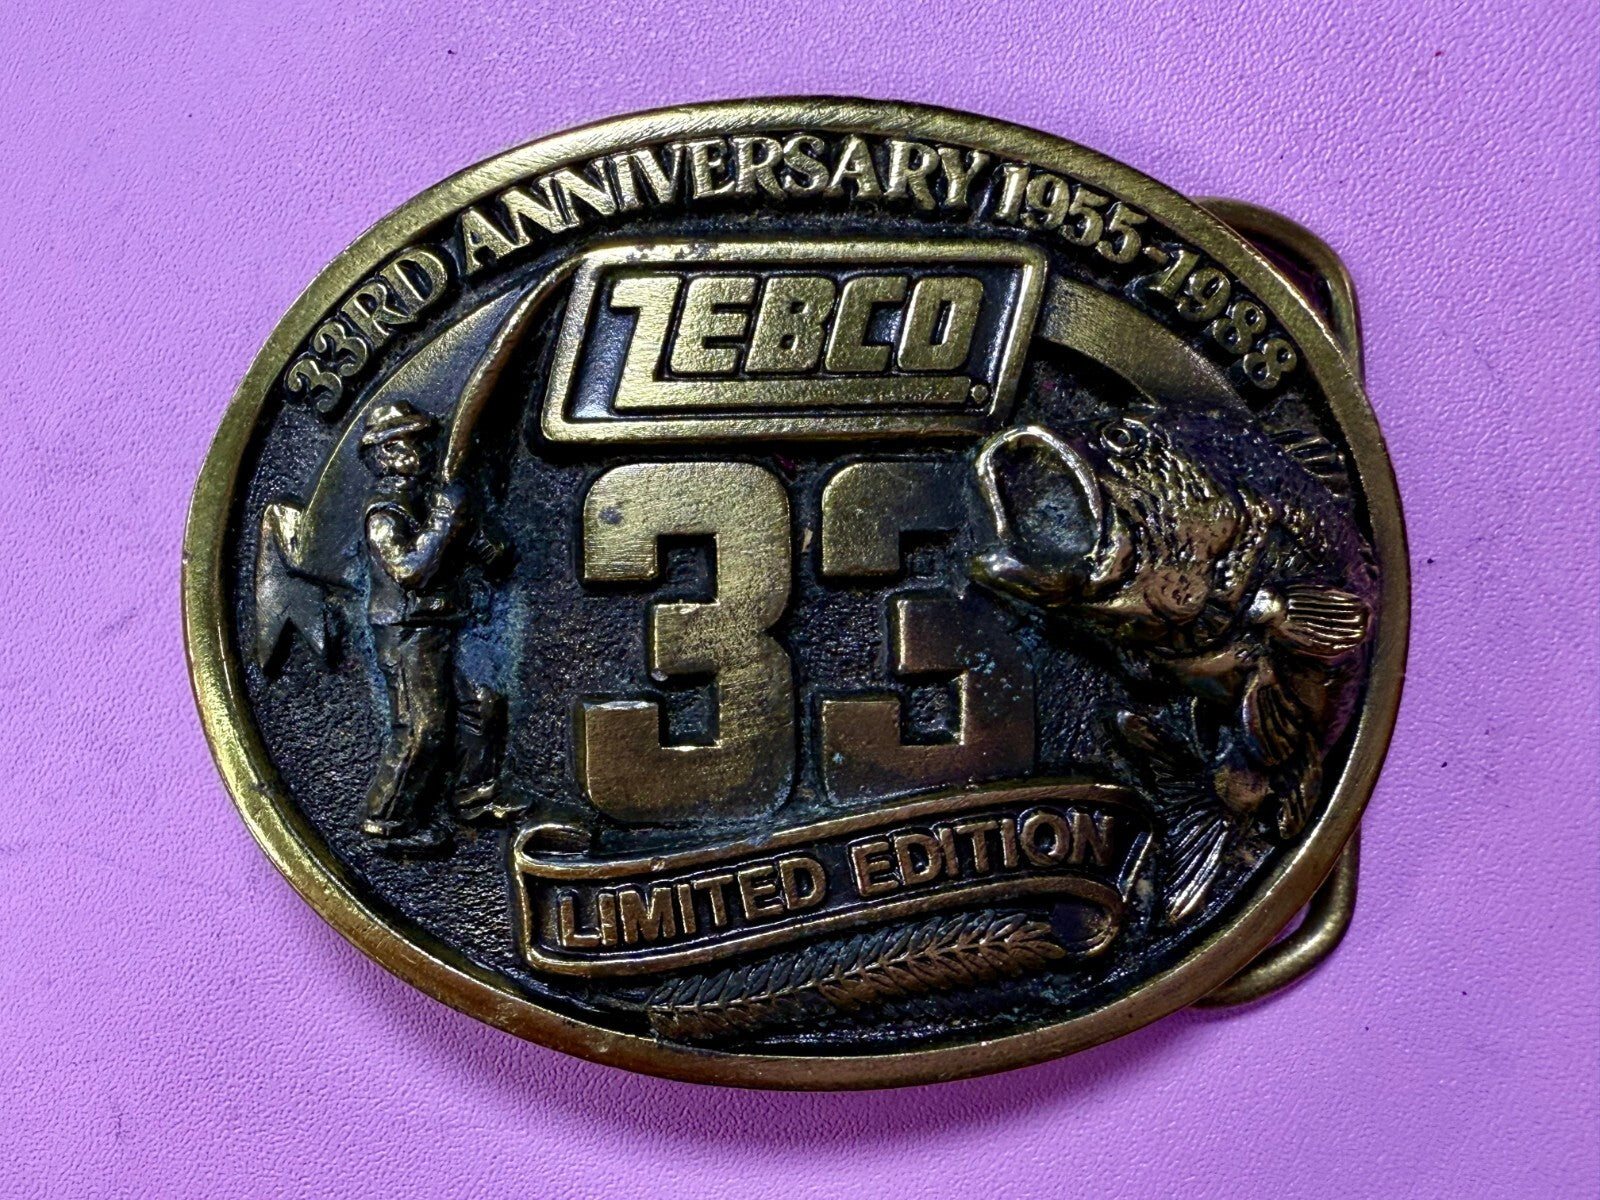 33RD ANNIVERSARY 1955-1988
ZEBCO®
33
LIMITED EDITION